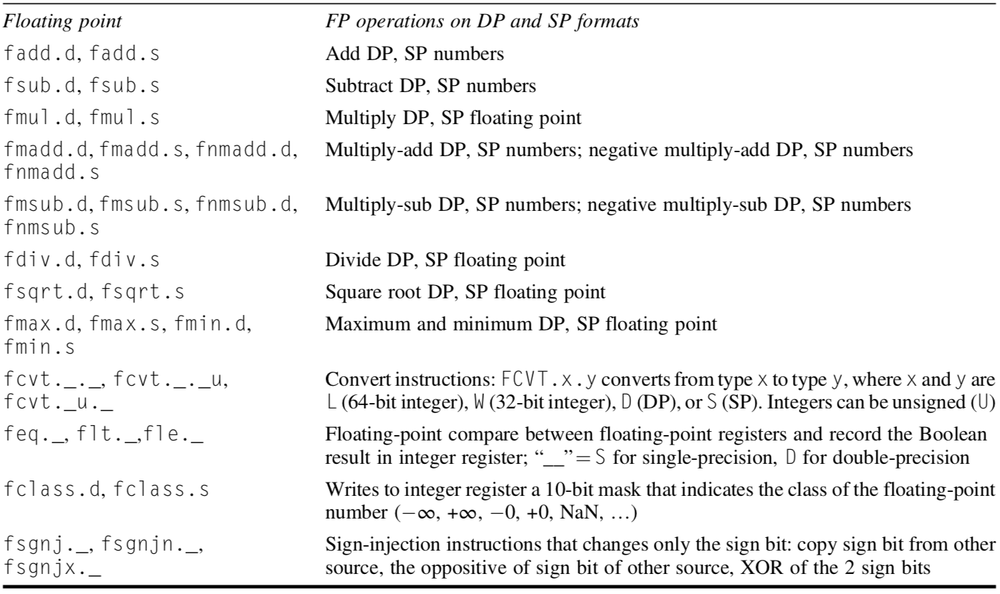 Floating point FP operations on DP and SP formats
fadd.d, fadd.s Add DP, SP numbers
fsub.d, fsub.s Subtract DP, SP numbers
fmul.d, fmul.s Multiply DP, SP floating point
fmadd.d, fmadd.s, fnmadd.d, Multiply-add DP, SP numbers; negative multiply-add DP, SP numbers
fnmadd.s
fmsub.d, fmsub.s, fnmsub.d, Multiply-sub DP, SP numbers; negative multiply-sub DP, SP numbers
fnmsub.s
fdiv.d, fdiv.s Divide DP, SP floating point
fsqrt.d, fsqrt.s Square root DP, SP floating point
fmax.d, fmax.s, fmin.d, Maximum and minimum DP, SP floating point
fmin.s
fcvt._._, fcvt._._u, Convert instructions: FCVT.x.y converts from type x to type y, where x and y are
fcvt._u._ L (64-bit integer), W (32-bit integer), D (DP), or S (SP). Integers can be unsigned (U)
feq._, flt._,fle._ Floating-point compare between floating-point registers and record the Boolean
result in integer register; “__”=S for single-precision, D for double-precision
fclass.d, fclass.s Writes to integer register a 10-bit mask that indicates the class of the floating-point
number (−∞, +∞, −0, +0, NaN, …)
fsgnj._, fsgnjn._, Sign-injection instructions that changes only the sign bit: copy sign bit from other
fsgnjx._ source, the oppositive of sign bit of other source, XOR of the 2 sign bits